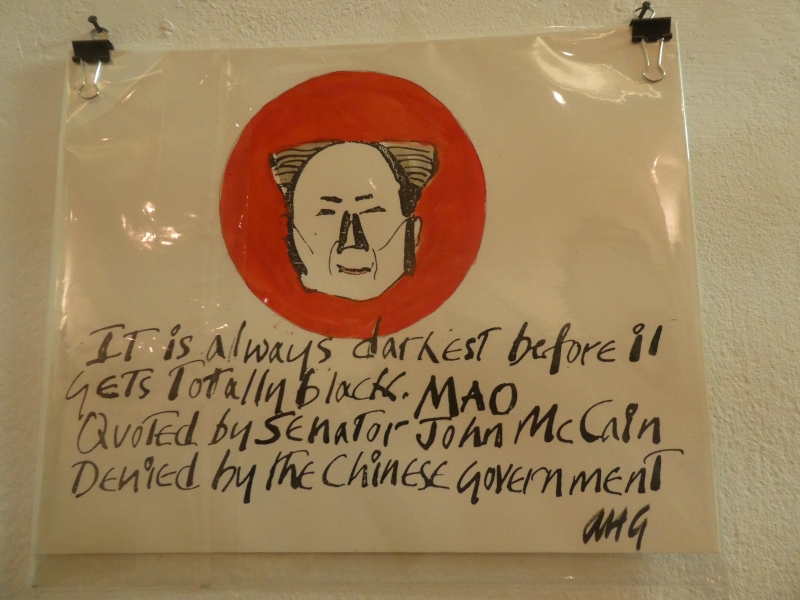 It is always darkest before it
gets totally black. MAO
Quoted by Senator John McCain
Denied by the Chinese government
AHG